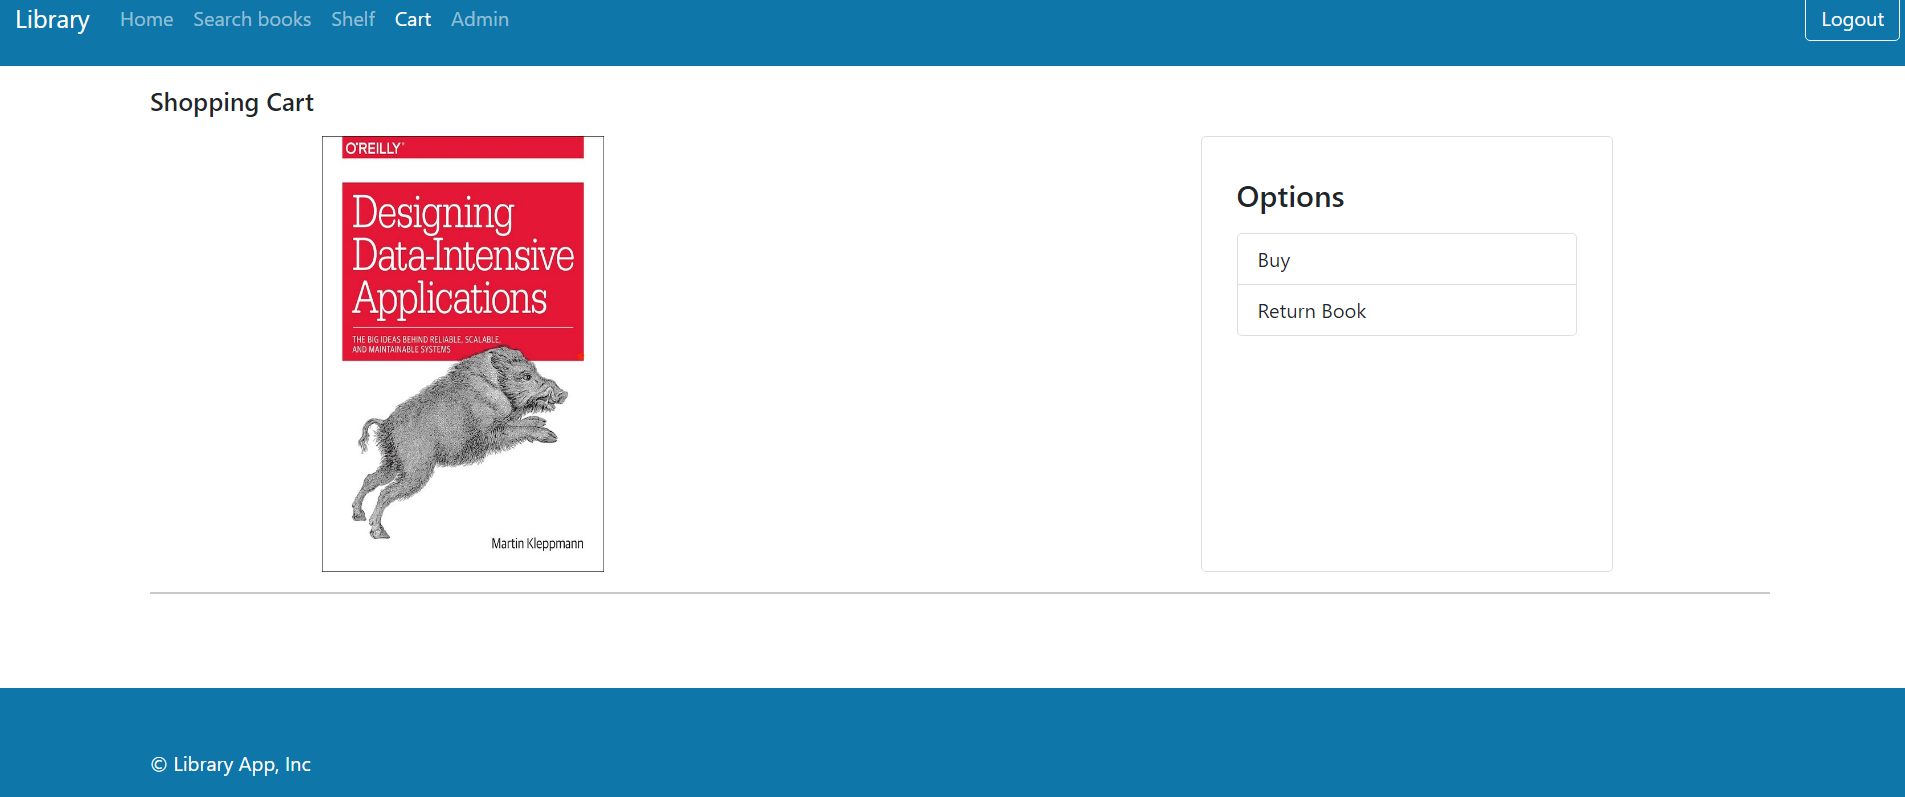 Library Home Search books Shelf Cart Admin Logout
Shopping Cart
O'REILLY®
Designing
Data-Intensive
Applications
THE BIG IDEAS BEHIND RELIABLE, SCALABLE,
AND MAINTAINABLE SYSTEMS
Martin Kleppmann
Options
Buy
Return Book
© Library App, Inc